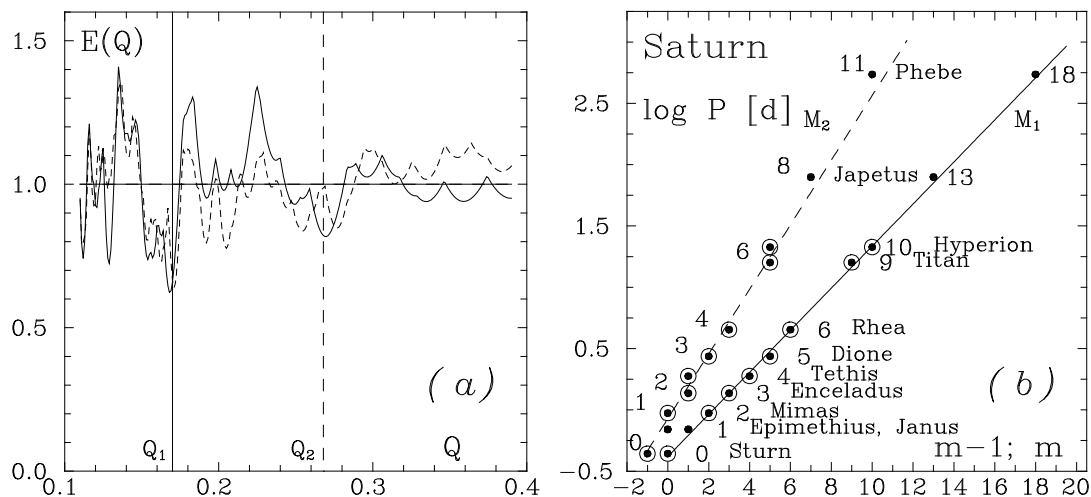 1.5
E(Q)
1.0
0.5
0.0
(a)
Q₁
Q₂
Q
0.1
0.2
0.3
0.4
Saturn
log P [d]
M₂
M₁
2.5
1.5
0.5
−0.5
11
Phebe
18
8
Japetus
13
6
10 Hyperion
9 Titan
4
6 Rhea
3
5 Dione
2
4 Tethis
3 Enceladus
1
2 Mimas
1 Epimethius, Janus
0
0 Sturn
(b)
m−1; m
−2 0 2 4 6 8 10 12 14 16 18 20